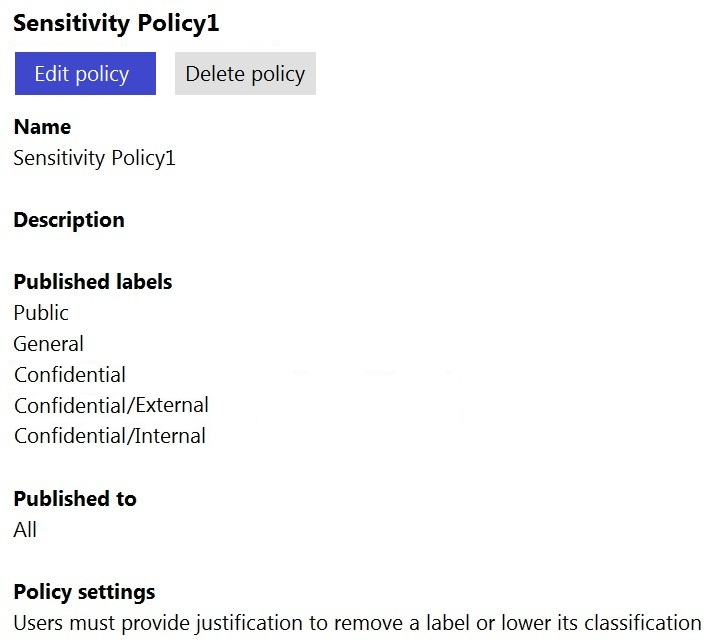 Sensitivity Policy1
Edit policy
Delete policy
Name
Sensitivity Policy1
Description
Published labels
Public
General
Confidential
Confidential/External
Confidential/Internal
Published to
All
Policy settings
Users must provide justification to remove a label or lower its classification